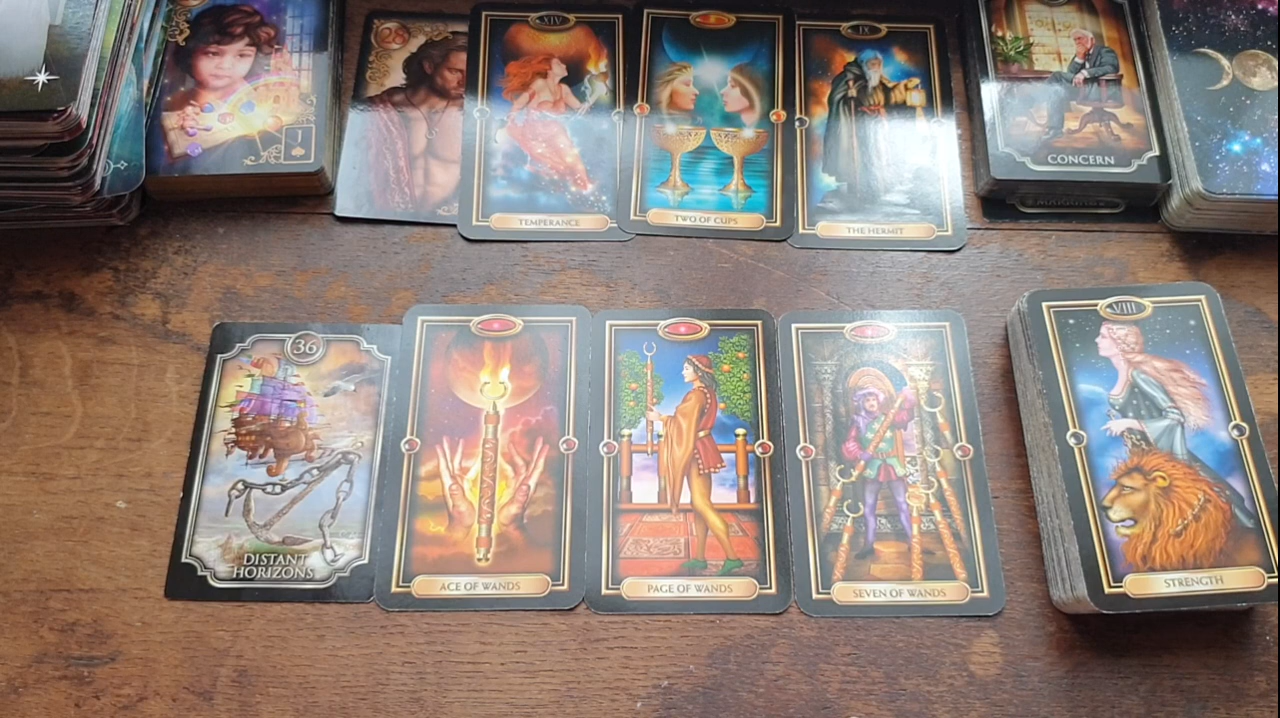 28
XIV
TEMPERANCE
TWO OF CUPS
IX
THE HERMIT
CONCERN
J
36
DISTANT
HORIZONS
ACE OF WANDS
PAGE OF WANDS
SEVEN OF WANDS
VIII
STRENGTH